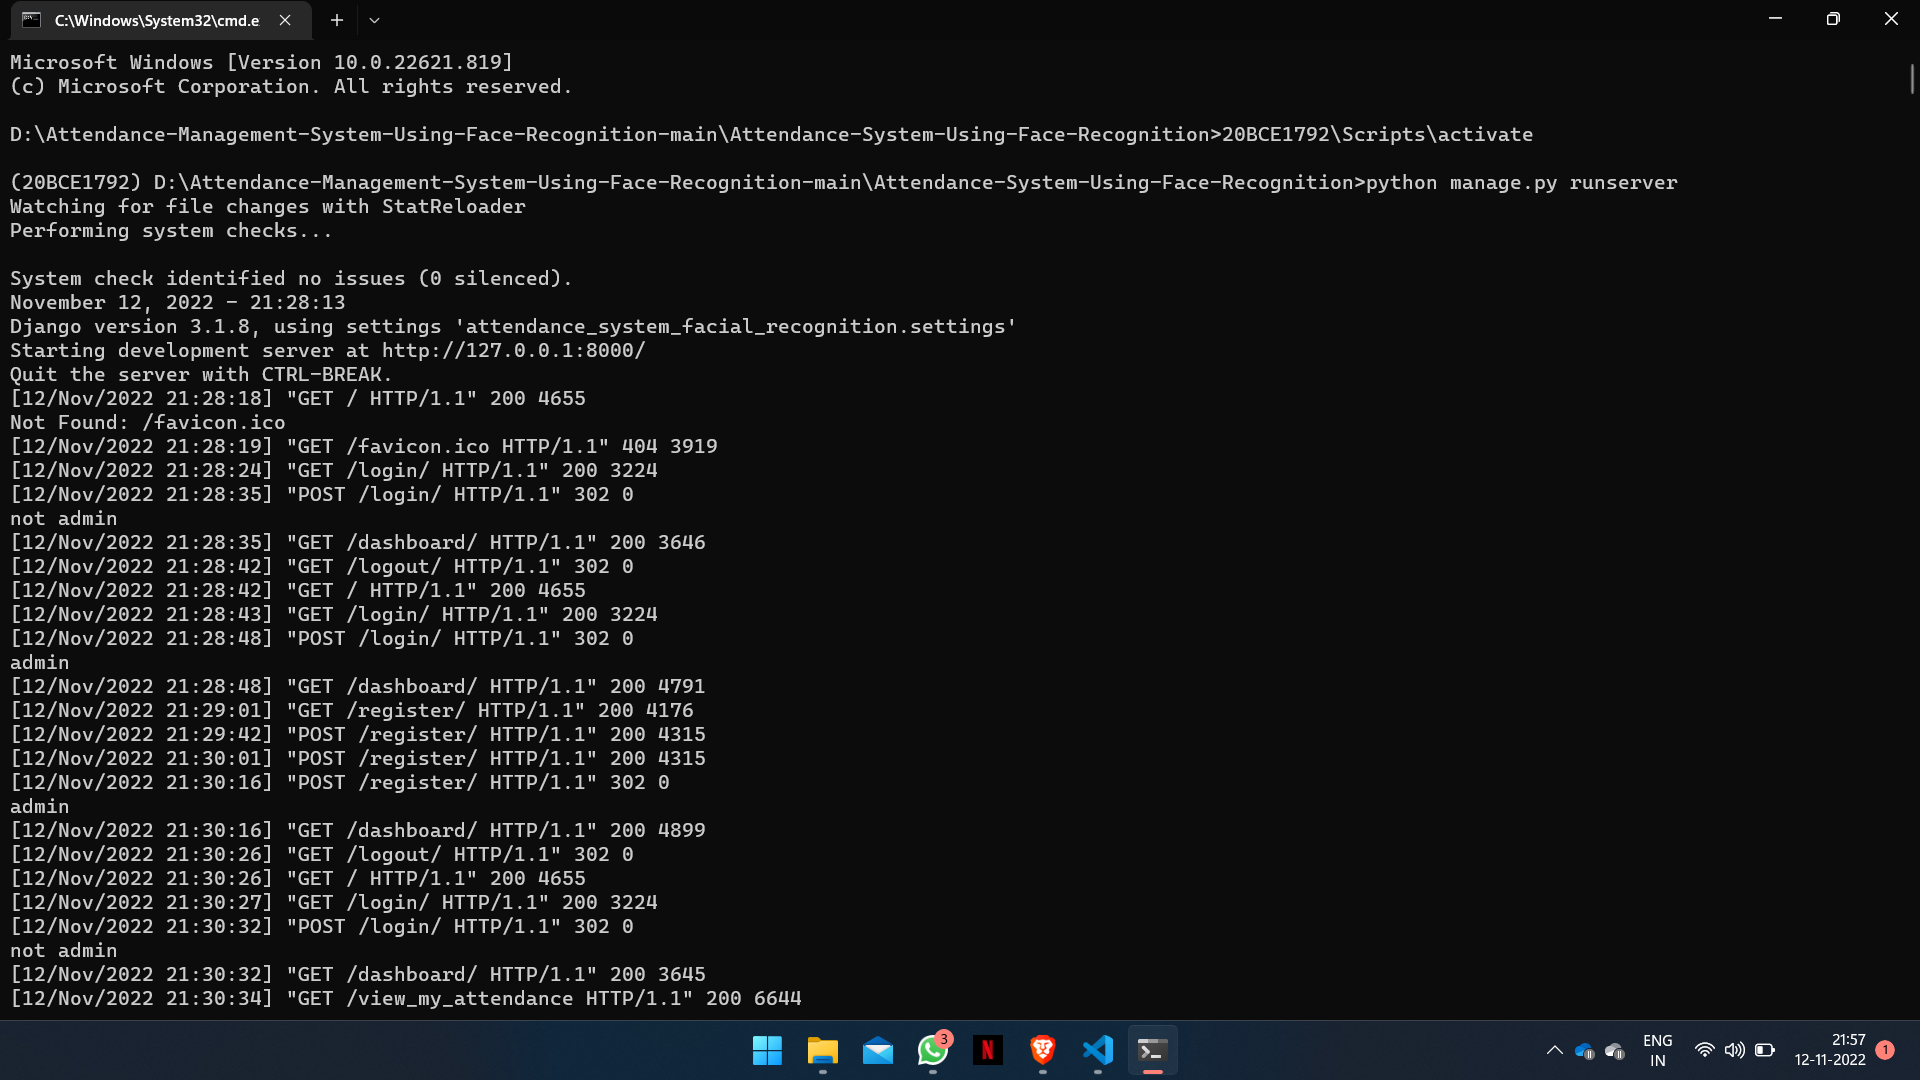 C:\Windows\System32\cmd.e
Microsoft Windows [Version 10.0.22621.819]
(c) Microsoft Corporation. All rights reserved.
D:\Attendance-Management-System-Using-Face-Recognition-main\Attendance-System-Using-Face-Recognition>20BCE1792\Scripts\activate
(20BCE1792) D:\Attendance-Management-System-Using-Face-Recognition-main\Attendance-System-Using-Face-Recognition>python manage.py runserver
Watching for file changes with StatReloader
Performing system checks...
System check identified no issues (0 silenced).
November 12, 2022 - 21:28:13
Django version 3.1.8, using settings 'attendance_system_facial_recognition.settings'
Starting development server at http://127.0.0.1:8000/
Quit the server with CTRL-BREAK.
[12/Nov/2022 21:28:18] "GET / HTTP/1.1" 200 4655
Not Found: /favicon.ico
[12/Nov/2022 21:28:19] "GET /favicon.ico HTTP/1.1" 404 3919
[12/Nov/2022 21:28:24] "GET /login/ HTTP/1.1" 200 3224
[12/Nov/2022 21:28:35] "POST /login/ HTTP/1.1" 302 0
not admin
[12/Nov/2022 21:28:35] "GET /dashboard/ HTTP/1.1" 200 3646
[12/Nov/2022 21:28:42] "GET /logout/ HTTP/1.1" 302 0
[12/Nov/2022 21:28:42] "GET / HTTP/1.1" 200 4655
[12/Nov/2022 21:28:43] "GET /login/ HTTP/1.1" 200 3224
[12/Nov/2022 21:28:48] "POST /login/ HTTP/1.1" 302 0
admin
[12/Nov/2022 21:28:48] "GET /dashboard/ HTTP/1.1" 200 4791
[12/Nov/2022 21:29:01] "GET /register/ HTTP/1.1" 200 4176
[12/Nov/2022 21:29:42] "POST /register/ HTTP/1.1" 200 4315
[12/Nov/2022 21:30:01] "POST /register/ HTTP/1.1" 200 4315
[12/Nov/2022 21:30:16] "POST /register/ HTTP/1.1" 302 0
admin
[12/Nov/2022 21:30:16] "GET /dashboard/ HTTP/1.1" 200 4899
[12/Nov/2022 21:30:26] "GET /logout/ HTTP/1.1" 302 0
[12/Nov/2022 21:30:26] "GET / HTTP/1.1" 200 4655
[12/Nov/2022 21:30:27] "GET /login/ HTTP/1.1" 200 3224
[12/Nov/2022 21:30:32] "POST /login/ HTTP/1.1" 302 0
not admin
[12/Nov/2022 21:30:32] "GET /dashboard/ HTTP/1.1" 200 3645
[12/Nov/2022 21:30:34] "GET /view_my_attendance HTTP/1.1" 200 6644
3
N
ENG
IN
21:57
12-11-2022
1